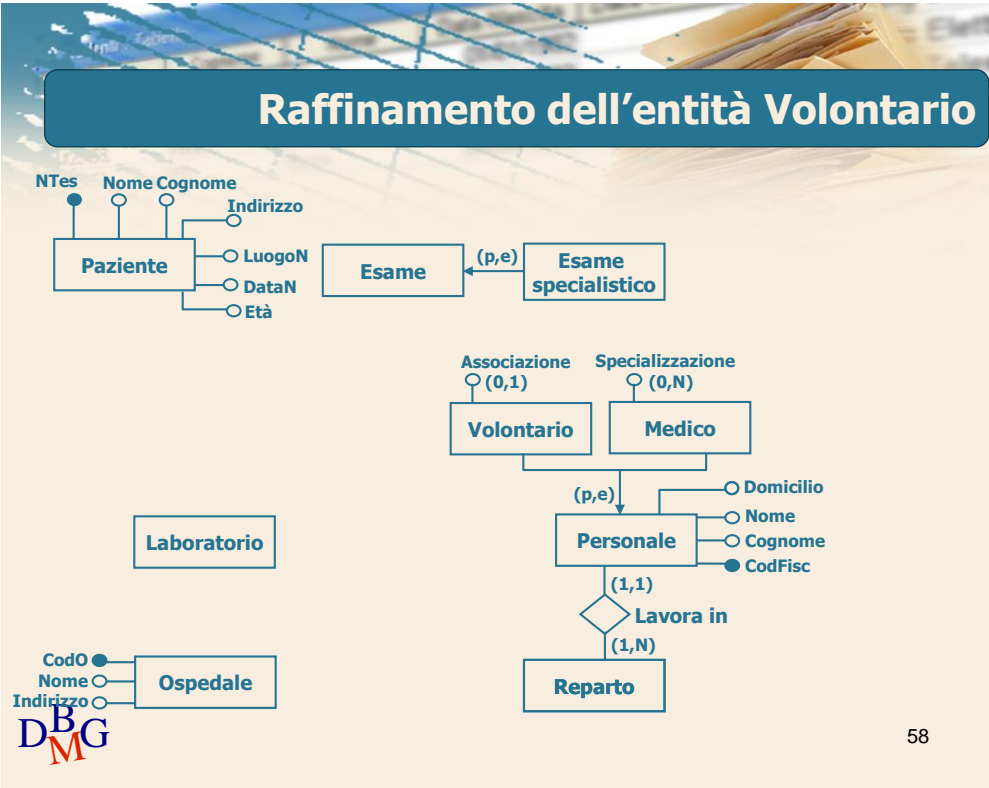 Raffinamento dell'entità Volontario
NTes
Nome
Cognome
Indirizzo
Paziente
LuogoN
DataN
Età
Esame
(p,e)
Esame
specialistico
Associazione
(0,1)
Specializzazione
(0,N)
Volontario
Medico
(p,e)
Domicilio
Nome
Cognome
CodFisc
Personale
Laboratorio
(1,1)
Lavora in
(1,N)
Reparto
CodO
Nome
Indirizzo
Ospedale
DBMG
58